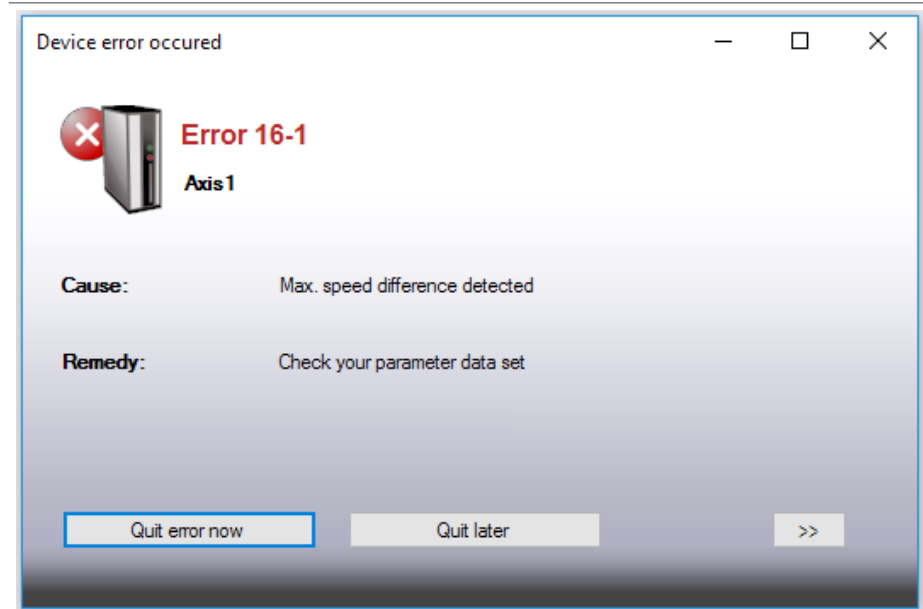 Device error occured
Error 16-1
Axis1
Cause: Max. speed difference detected
Remedy: Check your parameter data set
Quit error now Quit later >>